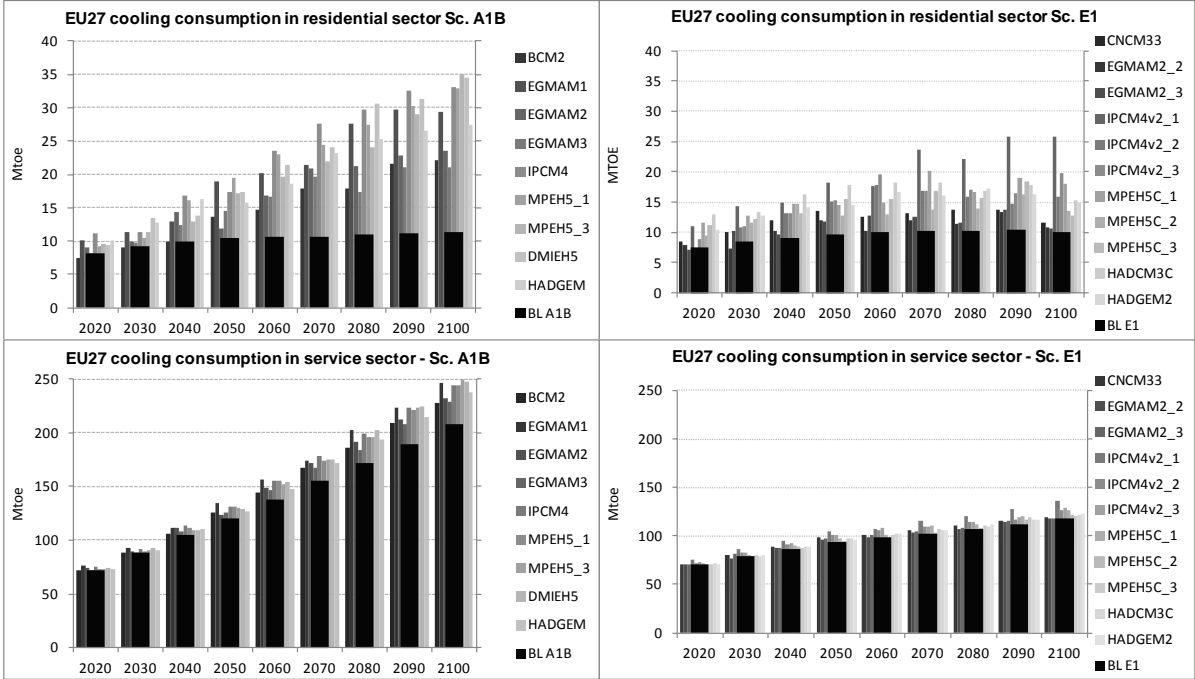 EU27 cooling consumption in residential sector Sc. A1B
40
35
30
25
20
15
10
5
0
Mtoe
2020 2030 2040 2050 2060 2070 2080 2090 2100
BCM2
EGMAM1
EGMAM2
EGMAM3
IPCM4
MPEH5_1
MPEH5_3
DMIEH5
HADGEM
BL A1B
EU27 cooling consumption in residential sector Sc. E1
40
35
30
25
20
15
10
5
0
MTOE
2020 2030 2040 2050 2060 2070 2080 2090 2100
CNCM33
EGMAM2_2
EGMAM2_3
IPCM4v2_1
IPCM4v2_2
IPCM4v2_3
MPEH5C_1
MPEH5C_2
MPEH5C_3
HADCM3C
HADGEM2
BL E1
EU27 cooling consumption in service sector - Sc. A1B
250
200
150
100
50
0
Mtoe
2020 2030 2040 2050 2060 2070 2080 2090 2100
BCM2
EGMAM1
EGMAM2
EGMAM3
IPCM4
MPEH5_1
MPEH5_3
DMIEH5
HADGEM
BL A1B
EU27 cooling consumption in service sector - Sc. E1
250
200
150
100
50
0
Mtoe
2020 2030 2040 2050 2060 2070 2080 2090 2100
CNCM33
EGMAM2_2
EGMAM2_3
IPCM4v2_1
IPCM4v2_2
IPCM4v2_3
MPEH5C_1
MPEH5C_2
MPEH5C_3
HADCM3C
HADGEM2
BL E1